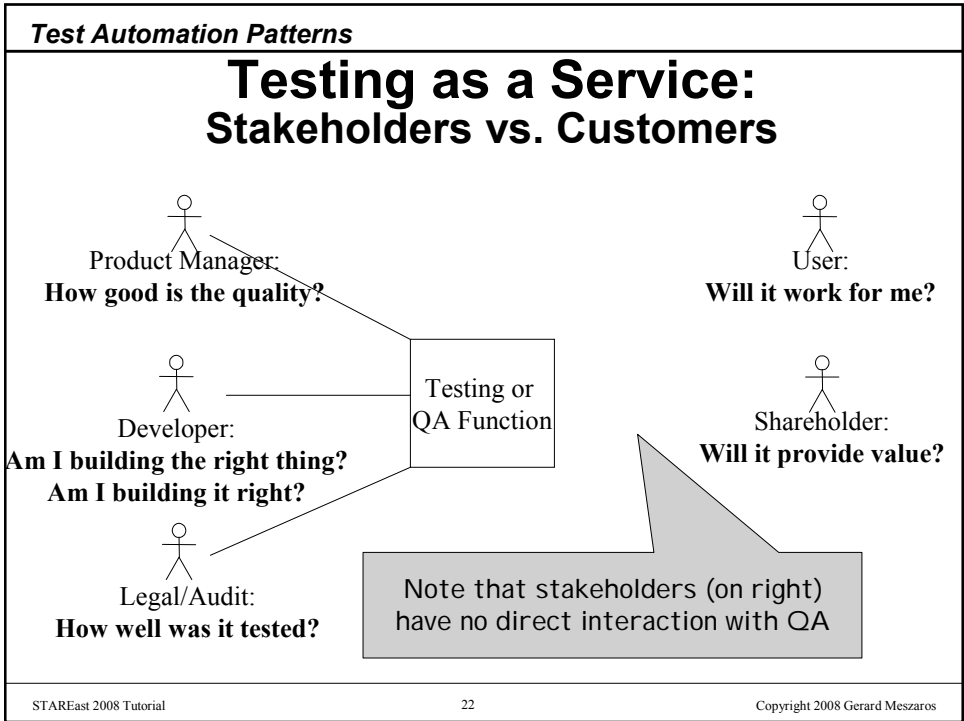 Test Automation Patterns
Testing as a Service:
Stakeholders vs. Customers
Product Manager:
How good is the quality?
User:
Will it work for me?
Testing or
QA Function
Developer:
Am I building the right thing?
Am I building it right?
Shareholder:
Will it provide value?
Legal/Audit:
How well was it tested?
Note that stakeholders (on right)
have no direct interaction with QA
STAREast 2008 Tutorial
22
Copyright 2008 Gerard Meszaros